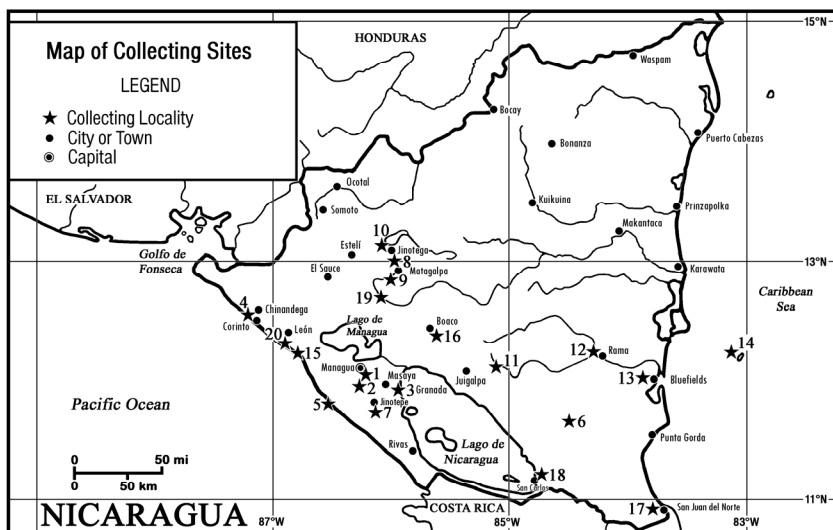 Map of Collecting Sites
LEGEND
Collecting Locality
City or Town
Capital
HONDURAS
15°N
Waspam
Bocay
Puerto Cabezas
Bonanza
Ocotal
EL SALVADOR
Somoto
Kuikuina
Prinzapolka
Makantaca
10
Jinotega
Golfo de
Fonseca
Estelí
8
13°N
Matagalpa
Karawata
El Sauce
9
19
Caribbean
Sea
4
Chinandega
Corinto
Lago de
Managua
León
Boaco
16
20
15
12
Rama
14
Managua
1
11
Masaya
2
3
Granada
Juigalpa
13
Bluefields
Pacific Ocean
5
Jinotepe
7
6
Punta Gorda
Rivas
Lago de
Nicaragua
0
50 mi
18
0
50 km
San Carlos
NICARAGUA
COSTA RICA
17
San Juan del Norte
11°N
87°W
85°W
83°W